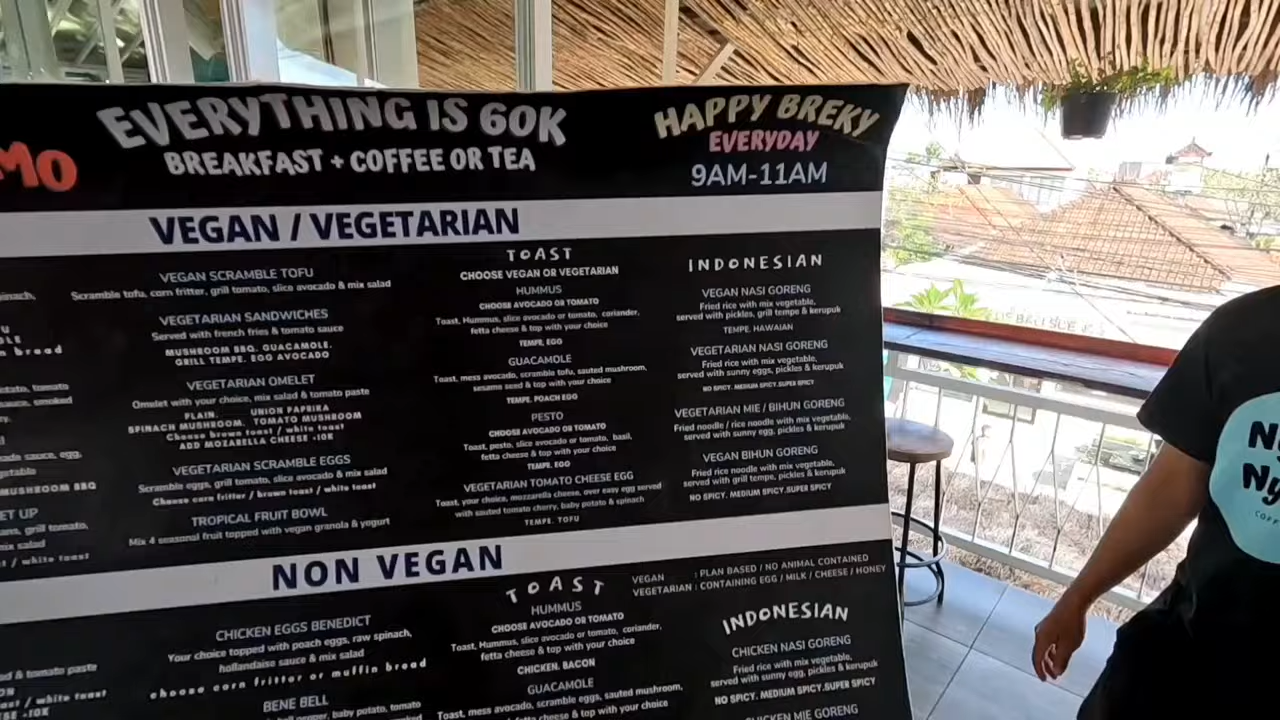 MO
EVERYTHING IS 60K
BREAKFAST + COFFEE OR TEA
HAPPY BREKY
EVERYDAY
9AM-11AM
VEGAN / VEGETARIAN
VEGAN SCRAMBLE TOFU
Scramble tofu, corn fritter, grill tomato, slice avocado & mix salad
VEGETARIAN SANDWICHES
Served with french fries & tomato sauce
MUSHROOM BBQ, GUACAMOLE,
GRILL TEMPE, EGG AVOCADO
VEGETARIAN OMELET
Omelet with your choice, mix salad & tomato paste
PLAIN. UNION PAPRIKA
SPINACH MUSHROOM. TOMATO MUSHROOM
Choose brown toast / white toast
ADD MOZARELLA CHEESE -10K
VEGETARIAN SCRAMBLE EGGS
Scramble eggs, grill tomato, slice avocado & mix salad
Choose corn fritter / brown toast / white toast
TROPICAL FRUIT BOWL
Mix 4 seasonal fruit topped with vegan granola & yogurt
TOAST
CHOOSE VEGAN OR VEGETARIAN
HUMMUS
CHOOSE AVOCADO OR TOMATO
Toast, Hummus, slice avocado or tomato, coriander,
fetta cheese & top with your choice
TEMPE, EGG
GUACAMOLE
Toast, mess avocado, scramble tofu, sauted mushroom,
sesame seed & top with your choice
TEMPE, POACH EGG
PESTO
CHOOSE AVOCADO OR TOMATO
Toast, pesto, slice avocado or tomato, basil,
fetta cheese & top with your choice
TEMPE, EGG
VEGETARIAN TOMATO CHEESE EGG
Toast, your choice, mozzarella cheese, over easy egg served
with sauted tomato cherry, baby potato & spinach
TEMPE, TOFU
INDONESIAN
VEGAN NASI GORENG
Fried rice with mix vegetable,
served with pickles, grill tempe & kerupuk
TEMPE, HAWAIAN
VEGETARIAN NASI GORENG
Fried rice with mix vegetable,
served with sunny eggs, pickles & kerupuk
NO SPICY, MEDIUM SPICY,SUPER SPICY
VEGETARIAN MIE / BIHUN GORENG
Fried noodle / rice noodle with mix vegetable,
served with sunny egg, pickles & kerupuk
VEGAN BIHUN GORENG
Fried rice noodle with mix vegetable,
served with grill tempe, pickles & kerupuk
NO SPICY, MEDIUM SPICY,SUPER SPICY
NON VEGAN
VEGAN : PLAN BASED / NO ANIMAL CONTAINED
VEGETARIAN : CONTAINING EGG / MILK / CHEESE / HONEY
CHICKEN EGGS BENEDICT
Your choice topped with poach eggs, raw spinach,
hollandaise sauce & mix salad
choose corn fritter or muffin bread
BENE BELL
TOAST
HUMMUS
CHOOSE AVOCADO OR TOMATO
Toast, Hummus, slice avocado or tomato, coriander,
fetta cheese & top with your choice
CHICKEN, BACON
GUACAMOLE
Toast, mess avocado, scramble eggs, sauted mushroom,
INDONESIAN
CHICKEN NASI GORENG
Fried rice with mix vegetable,
served with sunny egg, pickles & kerupuk
NO SPICY, MEDIUM SPICY,SUPER SPICY
CHICKEN MIE GORENG